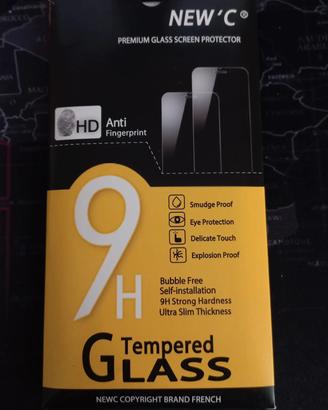 NEW'C®
PREMIUM GLASS SCREEN PROTECTOR
HD Anti
Fingerprint
9H
Smudge Proof
Eye Protection
Delicate Touch
Explosion Proof
Bubble Free
Self-installation
9H Strong Hardness
Ultra Slim Thickness
Tempered
GLASS
NEWC COPYRIGHT BRAND FRENCH